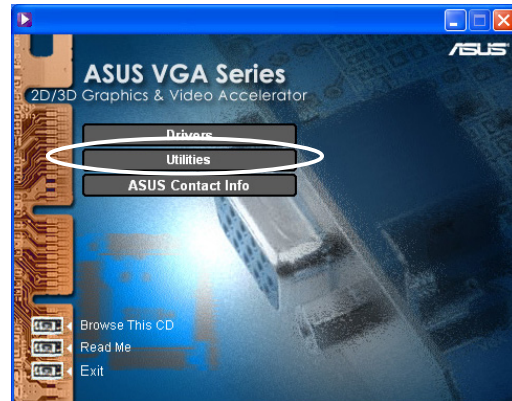 ASUS
ASUS VGA Series
2D/3D Graphics & Video Accelerator
Drivers
Utilities
ASUS Contact Info
Browse This CD
Read Me
Exit